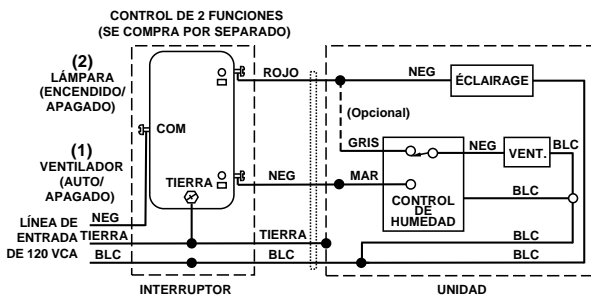 CONTROL DE 2 FUNCIONES
(SE COMPRA POR SEPARADO)
(2)
LÁMPARA
(ENCENDIDO/
APAGADO)
COM
(1)
VENTILADOR
(AUTO/
APAGADO)
TIERRA
ROJO
NEG
ÉCLAIRAGE
(Opcional)
GRIS
NEG
VENT.
BLC
NEG
MAR
CONTROL
DE
HUMEDAD
BLC
LÍNEA DE
ENTRADA
DE 120 VCA
NEG
TIERRA
TIERRA
BLC
BLC
BLC
BLC
INTERRUPTOR
UNIDAD